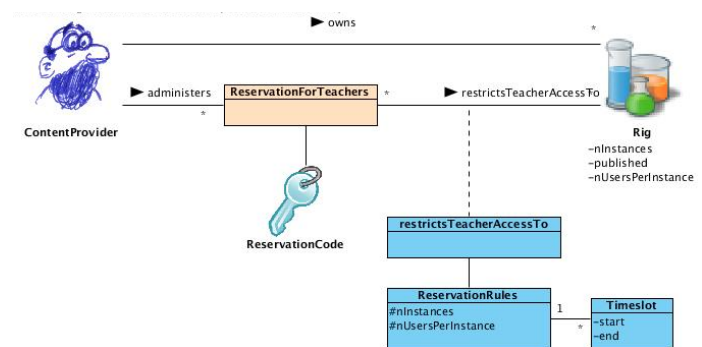 owns
*
administers
*
ReservationForTeachers
*
restrictsTeacherAccessTo
ContentProvider
Rig
-nInstances
-published
-nUsersPerInstance
ReservationCode
restrictsTeacherAccessTo
ReservationRules
#nInstances
#nUsersPerInstance
1
*
Timeslot
-start
-end